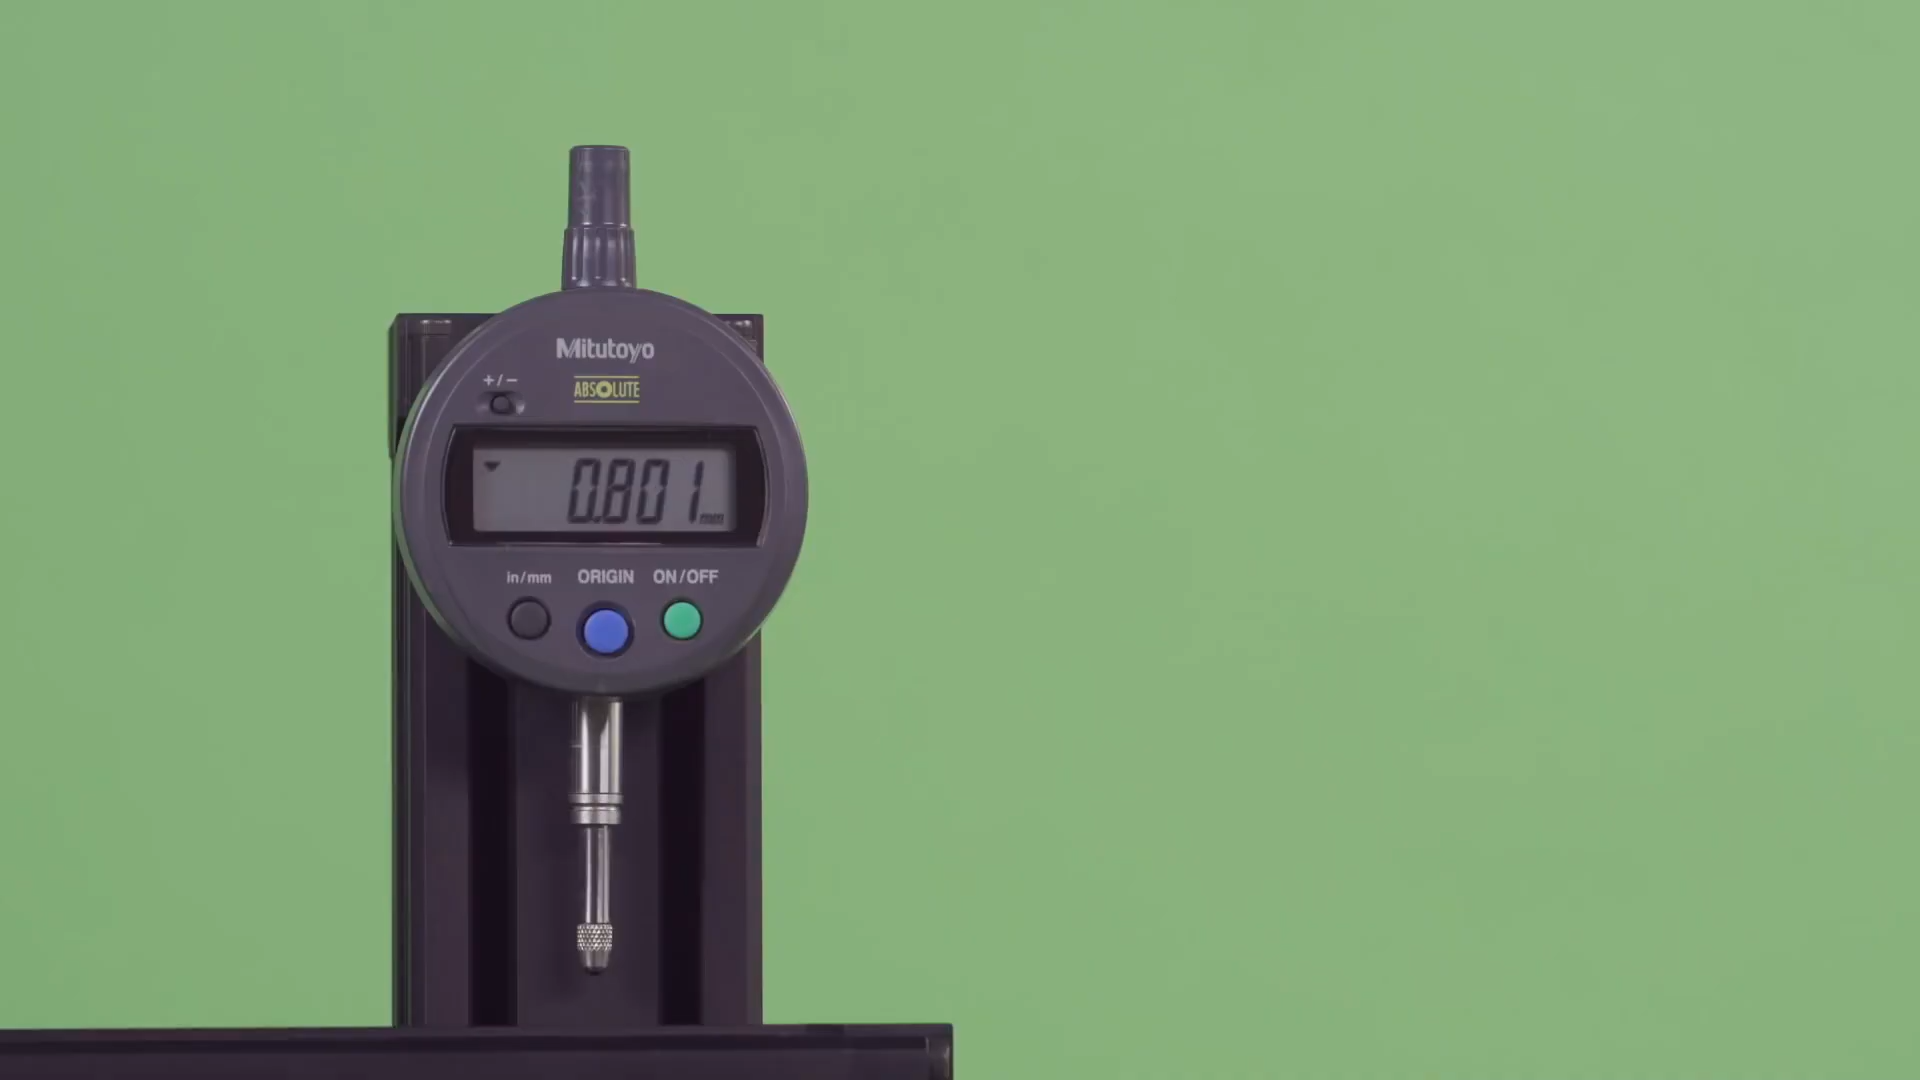 Mitutoyo
ABSOLUTE
+/−
0.801 mm
in/mm ORIGIN ON/OFF